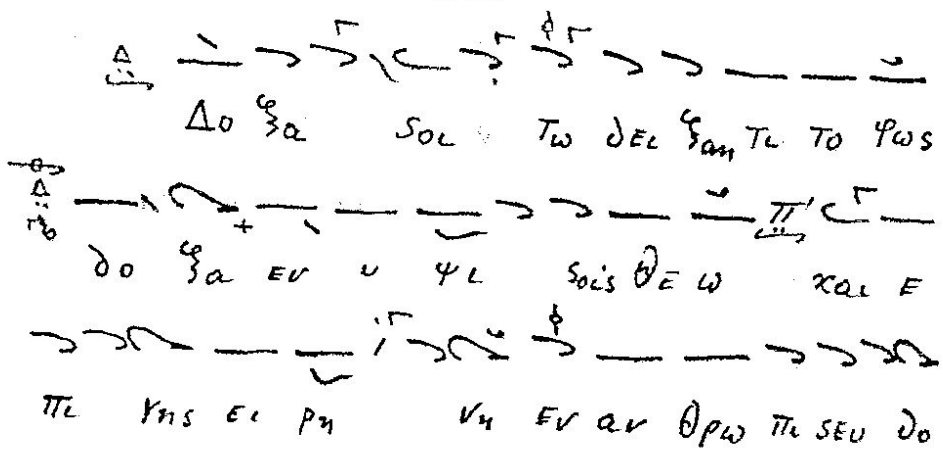 Δο ξα σοι τω δει ξαν τι το φως
δο ξα εν υ ψι ϛοις θε ω και ε
πι γης ει ρη νη εν αν θρω πι σευ δο